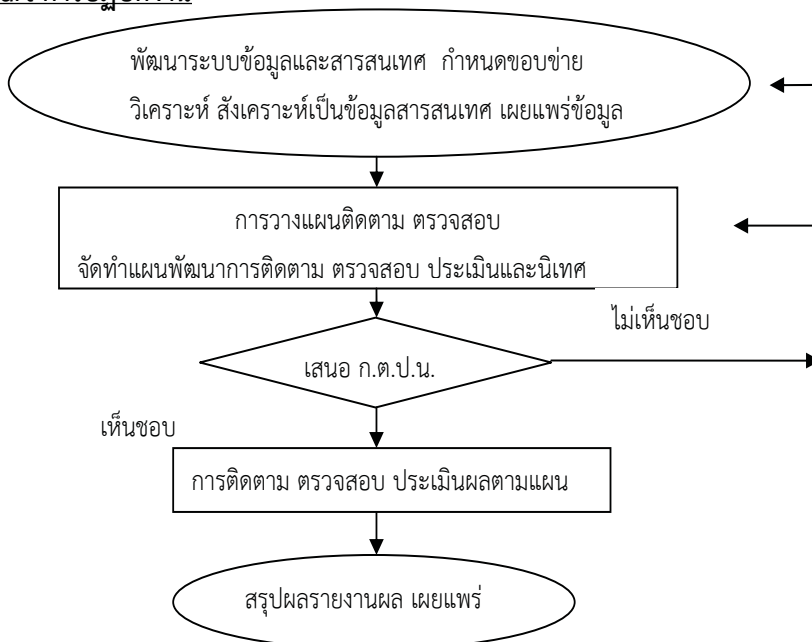 พัฒนาระบบข้อมูลและสารสนเทศ กำหนดขอบข่าย
วิเคราะห์ สังเคราะห์เป็นข้อมูลสารสนเทศ เผยแพร่ข้อมูล
การวางแผนติดตาม ตรวจสอบ
จัดทำแผนพัฒนาการติดตาม ตรวจสอบ ประเมินและนิเทศ
ไม่เห็นชอบ
เสนอ ก.ต.ป.น.
เห็นชอบ
การติดตาม ตรวจสอบ ประเมินผลตามแผน
สรุปผลรายงานผล เผยแพร่